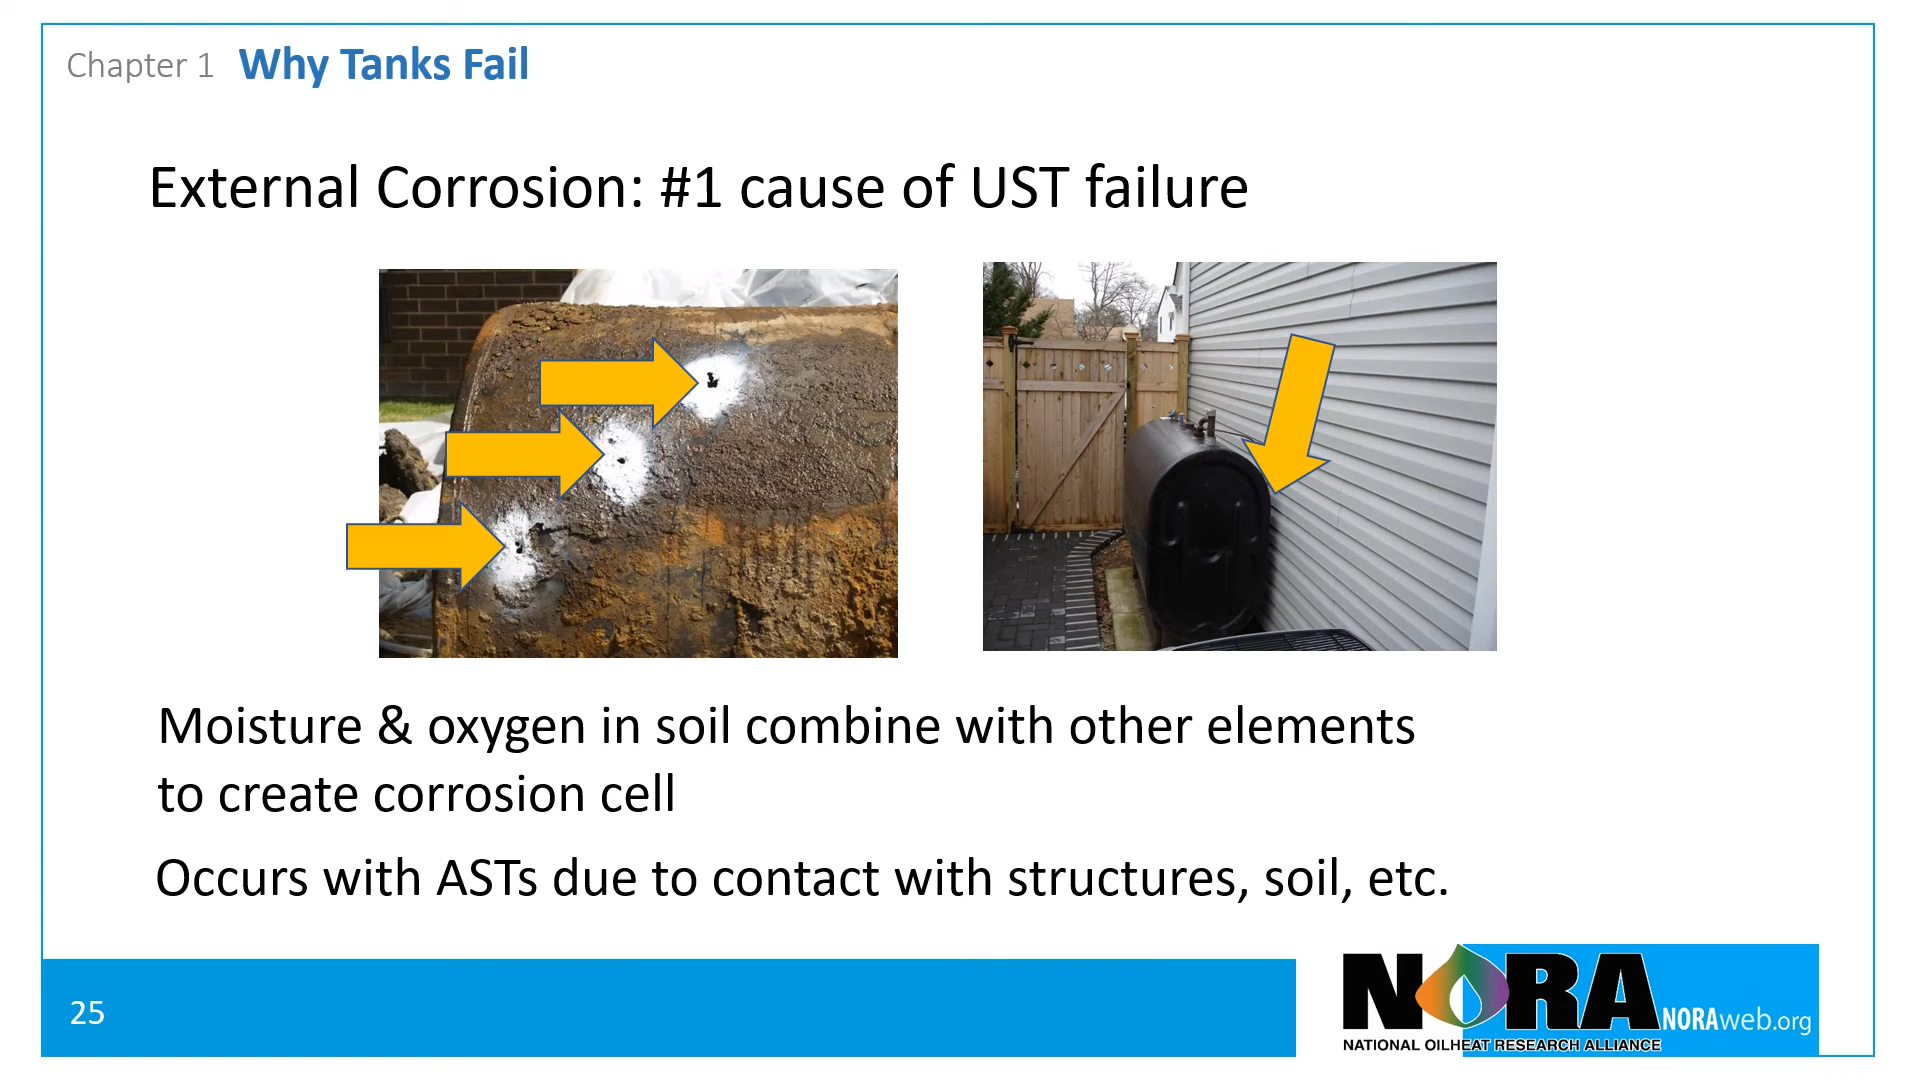 Chapter 1 Why Tanks Fail
External Corrosion: #1 cause of UST failure
Moisture & oxygen in soil combine with other elements
to create corrosion cell
Occurs with ASTs due to contact with structures, soil, etc.
25
NORA
NORAweb.org
NATIONAL OILHEAT RESEARCH ALLIANCE